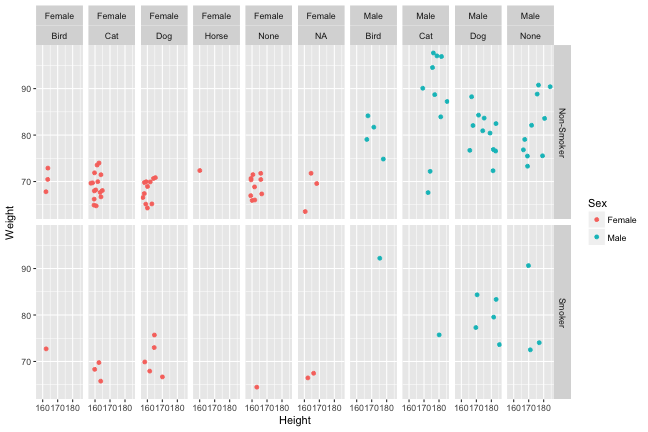 Female Female Female Female Female Female Male Male Male Male
Bird Cat Dog Horse None NA Bird Cat Dog None
90
80
70
Non-Smoker
90
80
70
Smoker
Weight
160170180 160170180 160170180 160170180 160170180 160170180 160170180 160170180 160170180 160170180
Height
Sex
Female
Male